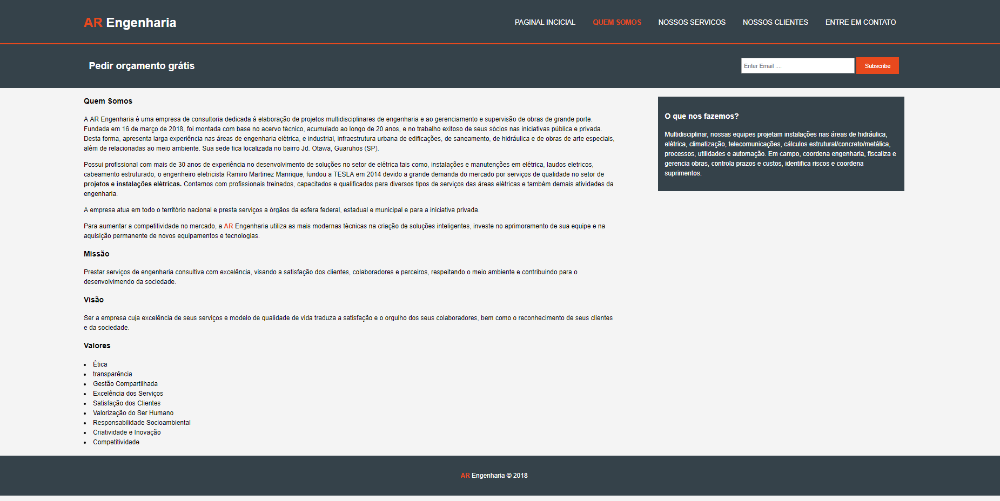 AR Engenharia
PAGINAL INCICIAL
QUEM SOMOS
NOSSOS SERVICOS
NOSSOS CLIENTES
ENTRE EM CONTATO
Pedir orçamento grátis
Enter Email ....
Subscribe
Quem Somos
A AR Engenharia é uma empresa de consultoria dedicada à elaboração de projetos multidisciplinares de engenharia e ao gerenciamento e supervisão de obras de grande porte.
Fundada em 16 de março de 2018, foi montada com base no acervo técnico, acumulado ao longo de 20 anos, e no trabalho exitoso de seus sócios nas iniciativas pública e privada.
Desta forma, apresenta larga experiência nas áreas de engenharia elétrica, e industrial, infraestrutura urbana de edificações, de saneamento, de hidráulica e de obras de arte especiais,
além de relacionadas ao meio ambiente. Sua sede fica localizada no bairro Jd. Otawa, Guaruhos (SP).
Possui profissional com mais de 30 anos de experiência no desenvolvimento de soluções no setor de elétrica tais como, instalações e manutenções em elétrica, laudos eletricos,
cabeamento estruturado, o engenheiro eletricista Ramiro Martinez Manrique, fundou a TESLA em 2014 devido a grande demanda do mercado por serviços de qualidade no setor de
projetos e instalações elétricas. Contamos com profissionais treinados, capacitados e qualificados para diversos tipos de serviços das áreas elétricas e também demais atividades da
engenharia.
A empresa atua em todo o território nacional e presta serviços a órgãos da esfera federal, estadual e municipal e para a iniciativa privada.
Para aumentar a competitividade no mercado, a AR Engenharia utiliza as mais modernas técnicas na criação de soluções inteligentes, investe no aprimoramento de sua equipe e na
aquisição permanente de novos equipamentos e tecnologias.
Missão
Prestar serviços de engenharia consultiva com excelência, visando a satisfação dos clientes, colaboradores e parceiros, respeitando o meio ambiente e contribuindo para o
desenvolvimendo da sociedade.
Visão
Ser a empresa cuja excelência de seus serviços e modelo de qualidade de vida traduza a satisfação e o orgulho dos seus colaboradores, bem como o reconhecimento de seus clientes
e da sociedade.
Valores
• Ética
• transparência
• Gestão Compartilhada
• Excelência dos Serviços
• Satisfação dos Clientes
• Valorização do Ser Humano
• Responsabilidade Socioambiental
• Criatividade e Inovação
• Competitividade
O que nos fazemos?
Multidisciplinar, nossas equipes projetam instalações nas áreas de hidráulica,
elétrica, climatização, telecomunicações, cálculos estrutural/concreto/metálica,
processos, utilidades e automação. Em campo, coordena engenharia, fiscaliza e
gerencia obras, controla prazos e custos, identifica riscos e coordena
suprimentos.
AR Engenharia © 2018